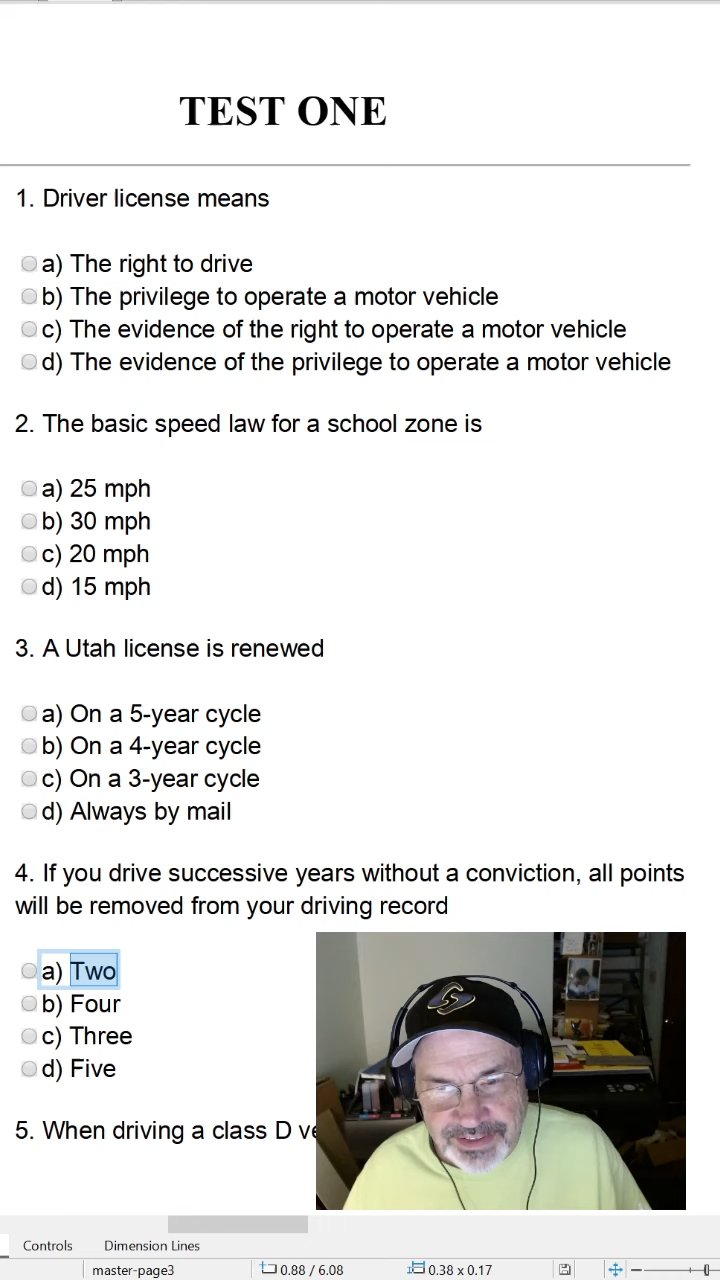 TEST ONE
1. Driver license means
a) The right to drive
b) The privilege to operate a motor vehicle
c) The evidence of the right to operate a motor vehicle
d) The evidence of the privilege to operate a motor vehicle
2. The basic speed law for a school zone is
a) 25 mph
b) 30 mph
c) 20 mph
d) 15 mph
3. A Utah license is renewed
a) On a 5-year cycle
b) On a 4-year cycle
c) On a 3-year cycle
d) Always by mail
4. If you drive successive years without a conviction, all points
will be removed from your driving record
a) Two
b) Four
c) Three
d) Five
5. When driving a class D
Controls Dimension Lines
master-page3 0.88 / 6.08 0.38 x 0.17